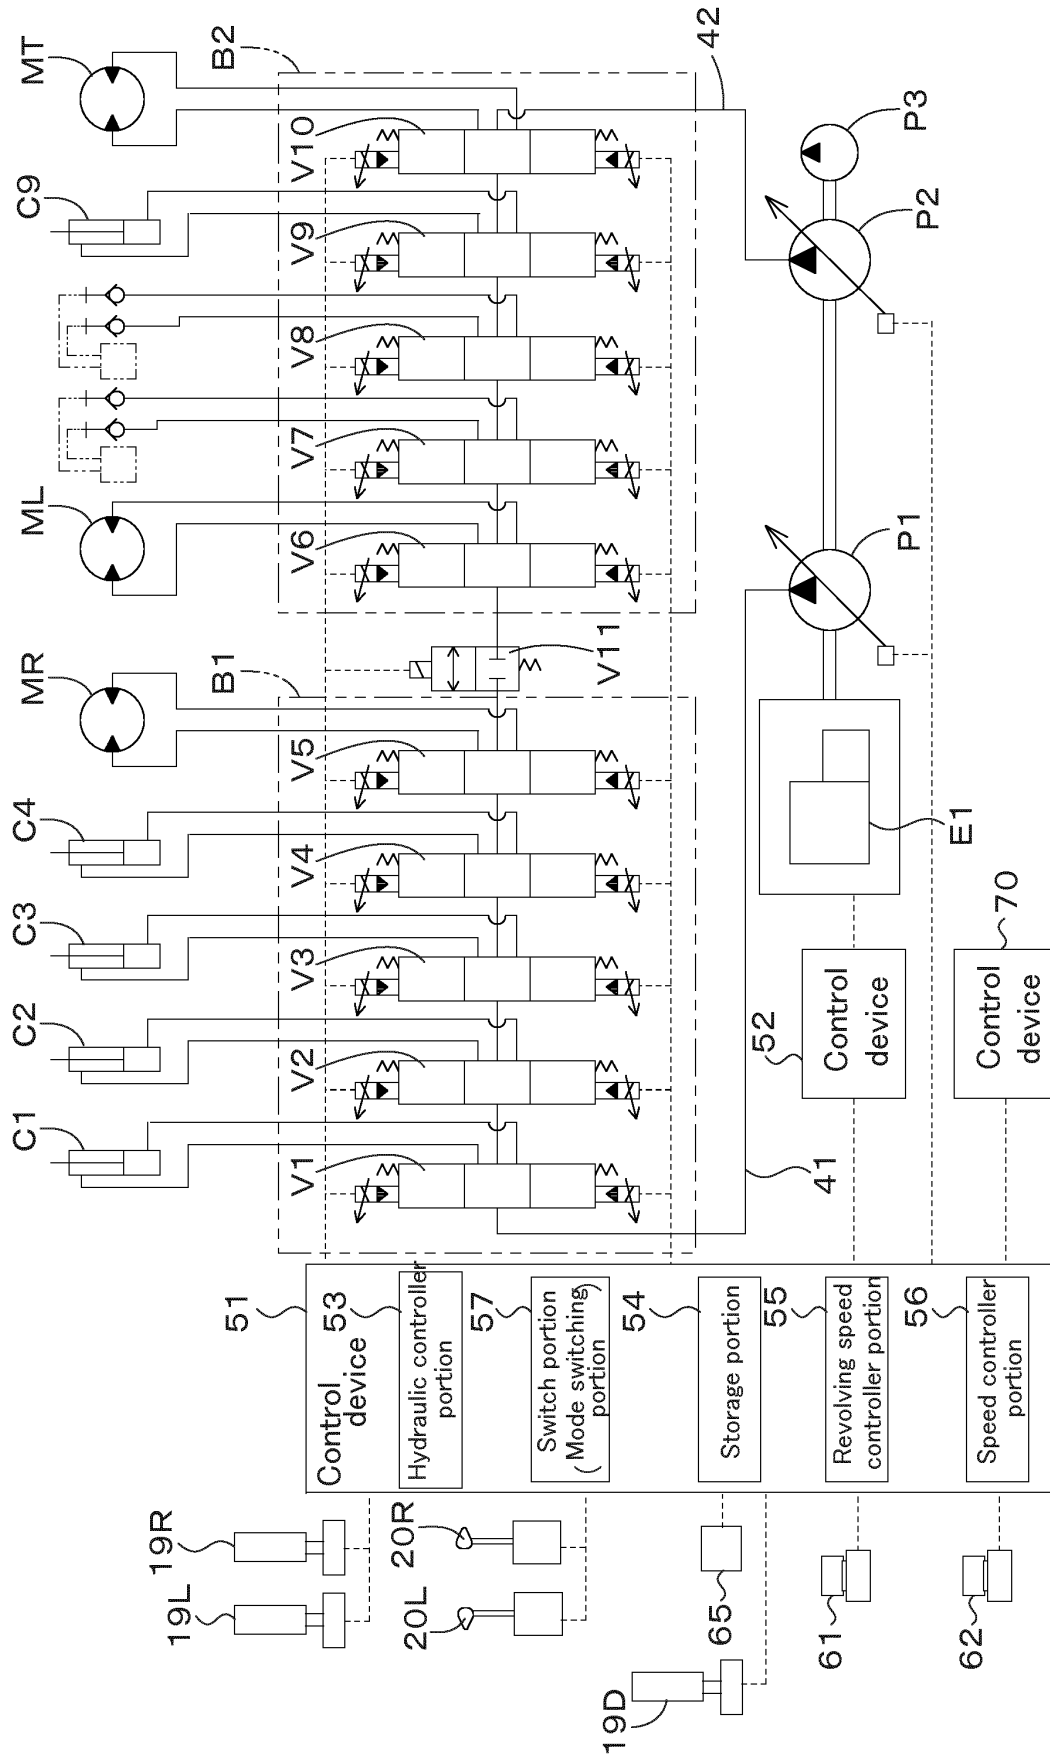 C1
C2
C3
C4
MR
ML
C9
MT
B1
B2
V1
V2
V3
V4
V5
V6
V7
V8
V9
V10
V11
42
41
P1
P2
P3
E1
52
Control
device
70
Control
device
51
Control
device
53
Hydraulic controller
portion
57
Switch portion
(Mode switching)
portion
54
Storage portion
55
Revolving speed
controller portion
56
Speed controller
portion
19R
19L
20R
20L
65
19D
61
62